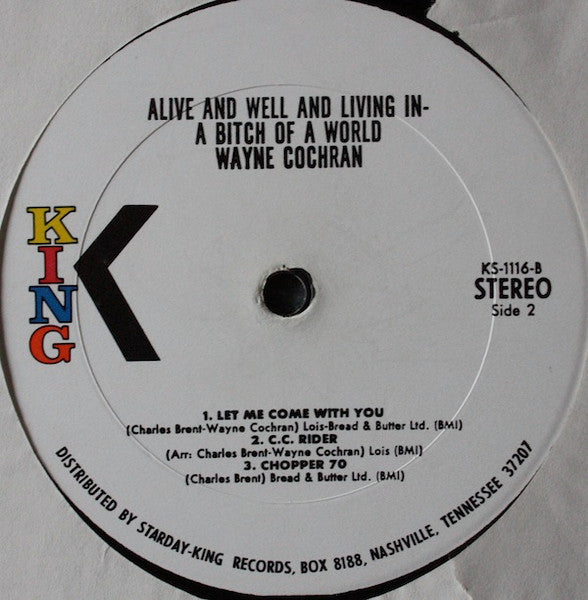 ALIVE AND WELL AND LIVING IN-
A BITCH OF A WORLD
WAYNE COCHRAN
KING
K
KS-1116-B
STEREO
Side 2
1. LET ME COME WITH YOU
(Charles Brent-Wayne Cochran) Lois-Bread & Butter Ltd. (BMI)
2. C.C. RIDER
(Arr: Charles Brent-Wayne Cochran) Lois (BMI)
3. CHOPPER 70
(Charles Brent) Bread & Butter Ltd. (BMI)
DISTRIBUTED BY STARDAY-KING RECORDS, BOX 8188, NASHVILLE, TENNESSEE 37207